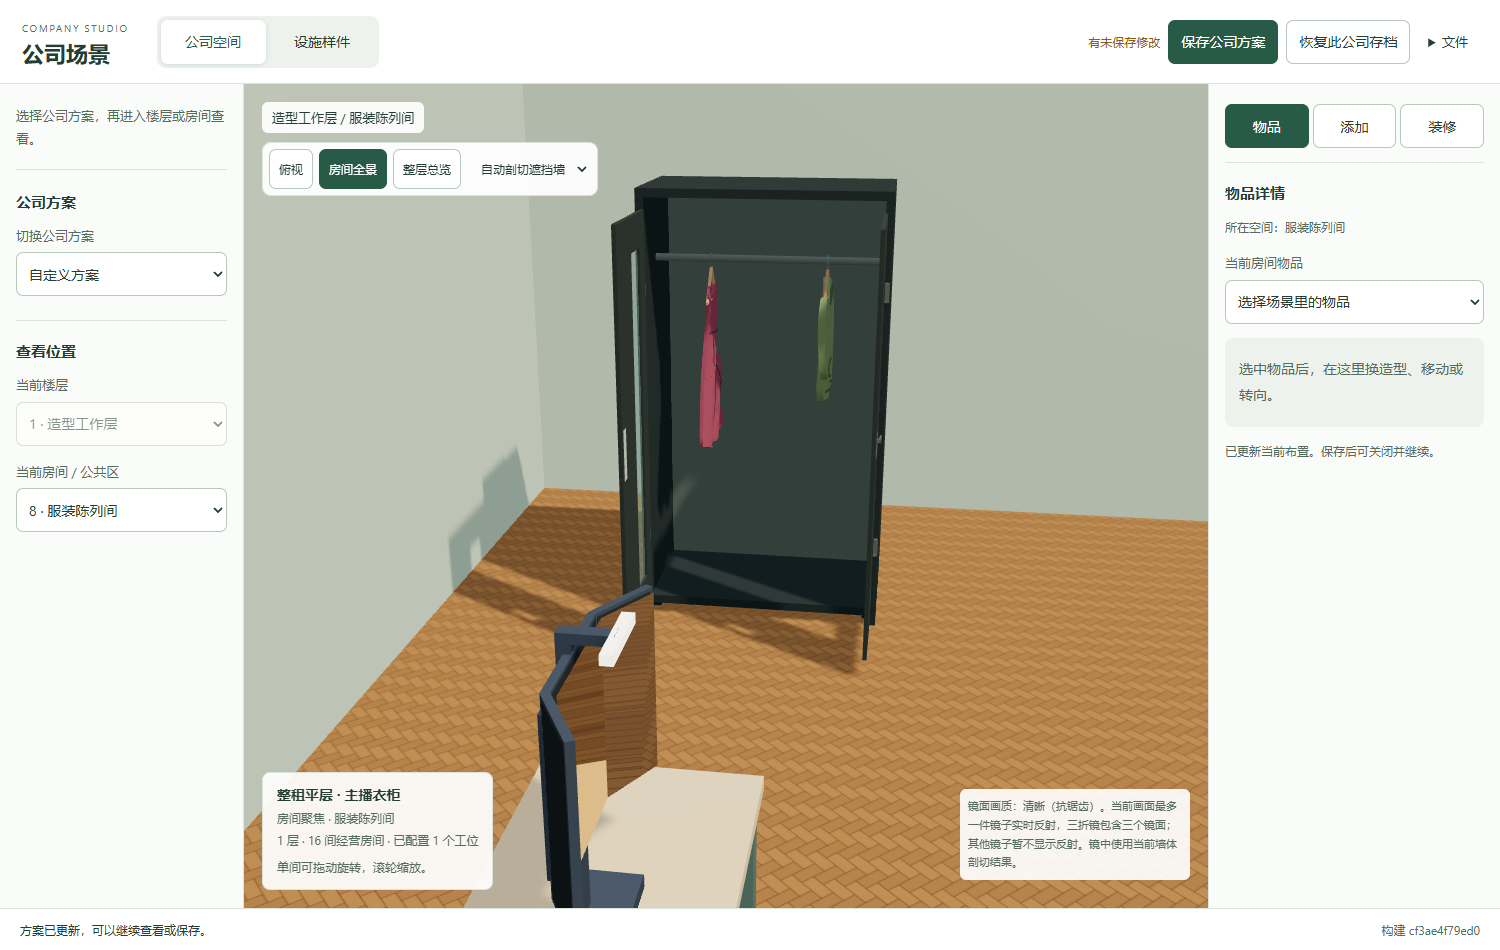 COMPANY STUDIO
公司场景
公司空间
设施样件
有未保存修改
保存公司方案
恢复此公司存档
▶ 文件
选择公司方案，再进入楼层或房间查
看。
公司方案
切换公司方案
自定义方案
查看位置
当前楼层
1 · 造型工作层
当前房间 / 公共区
8 · 服装陈列间
造型工作层 / 服装陈列间
俯视
房间全景
整层总览
自动剖切遮挡墙
整租平层 · 主播衣柜
房间聚焦 · 服装陈列间
1 层 · 16 间经营房间 · 已配置 1 个工位
单间可拖动旋转，滚轮缩放。
镜面画质：清晰（抗锯齿）。当前画面最多
一件镜子实时反射，三折镜包含三个镜面；
其他镜子暂不显示反射。镜中使用当前墙体
剖切结果。
物品
添加
装修
物品详情
所在空间：服装陈列间
当前房间物品
选择场景里的物品
选中物品后，在这里换造型、移动或
转向。
已更新当前布置。保存后可关闭并继续。
方案已更新，可以继续查看或保存。
构建 cf3ae4f79ed0